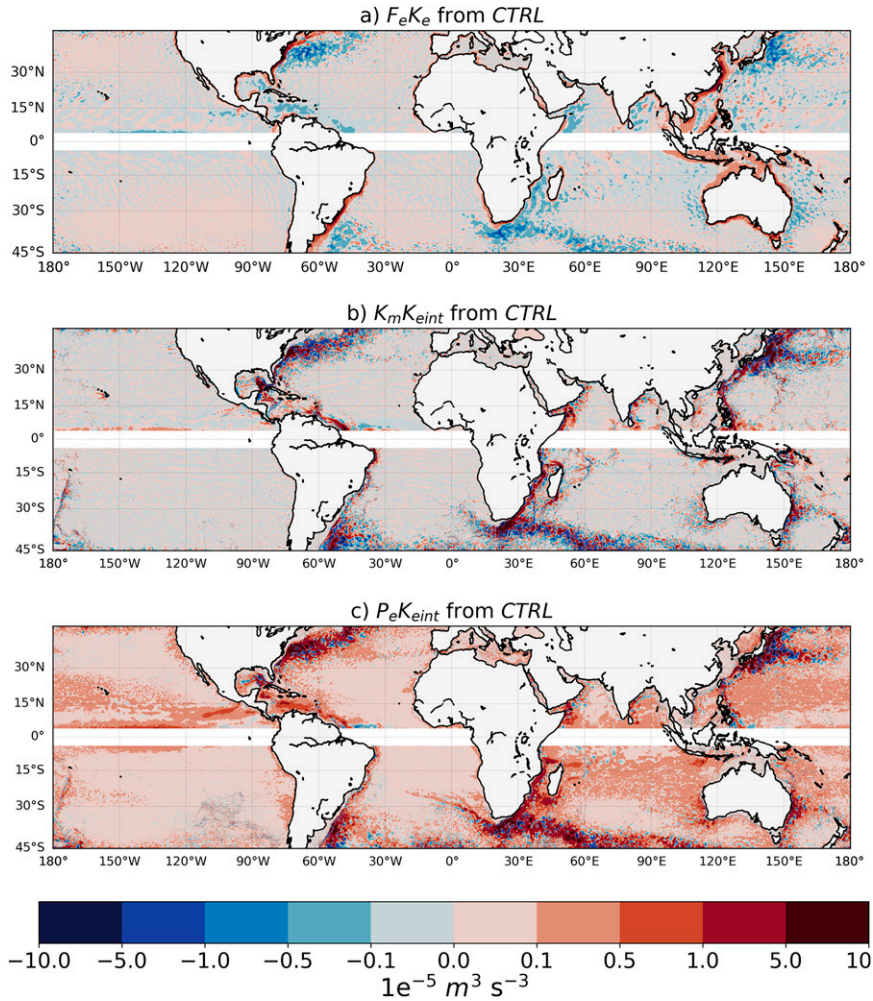 a) FₑKₑ from CTRL
30°N
15°N
0°
15°S
30°S
45°S
180° 150°W 120°W 90°W 60°W 30°W 0° 30°E 60°E 90°E 120°E 150°E 180°
b) KₘKₑᵢₙₜ from CTRL
30°N
15°N
0°
15°S
30°S
45°S
180° 150°W 120°W 90°W 60°W 30°W 0° 30°E 60°E 90°E 120°E 150°E 180°
c) PₑKₑᵢₙₜ from CTRL
30°N
15°N
0°
15°S
30°S
45°S
180° 150°W 120°W 90°W 60°W 30°W 0° 30°E 60°E 90°E 120°E 150°E 180°
−10.0 −5.0 −1.0 −0.5 −0.1 0.0 0.1 0.5 1.0 5.0 10
1e⁻⁵ m³ s⁻³